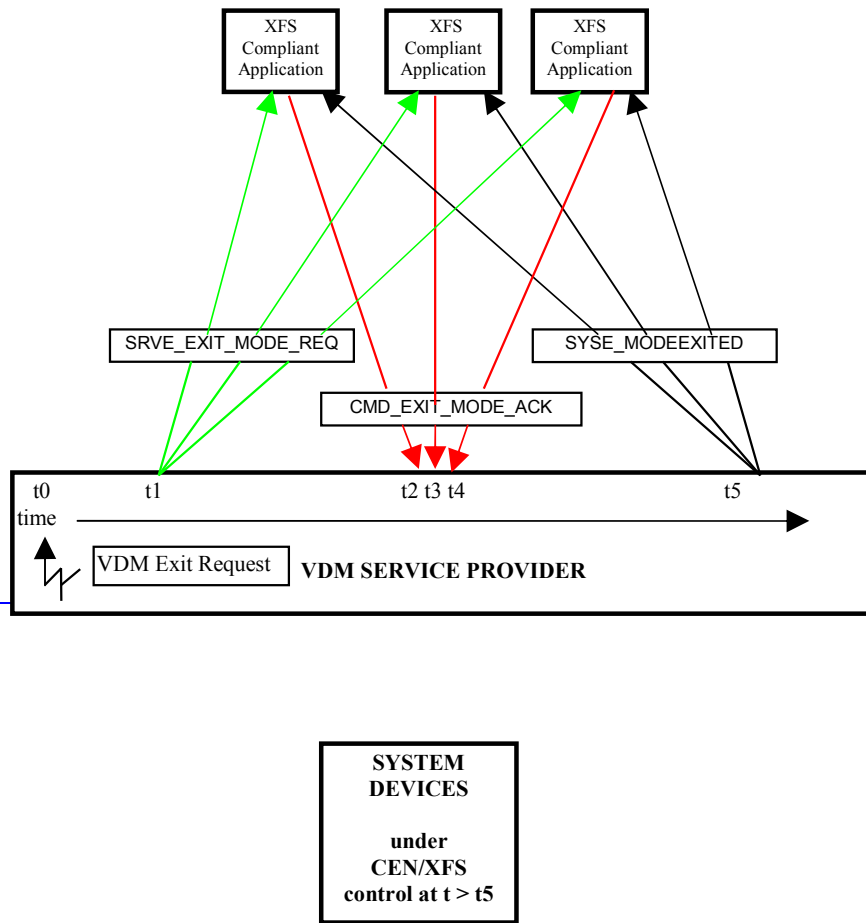 XFS
Compliant
Application
XFS
Compliant
Application
XFS
Compliant
Application
SRVE_EXIT_MODE_REQ
SYSE_MODEEXITED
CMD_EXIT_MODE_ACK
t0
t1
t2 t3 t4
t5
time
VDM Exit Request
VDM SERVICE PROVIDER
SYSTEM
DEVICES
under
CEN/XFS
control at t > t5